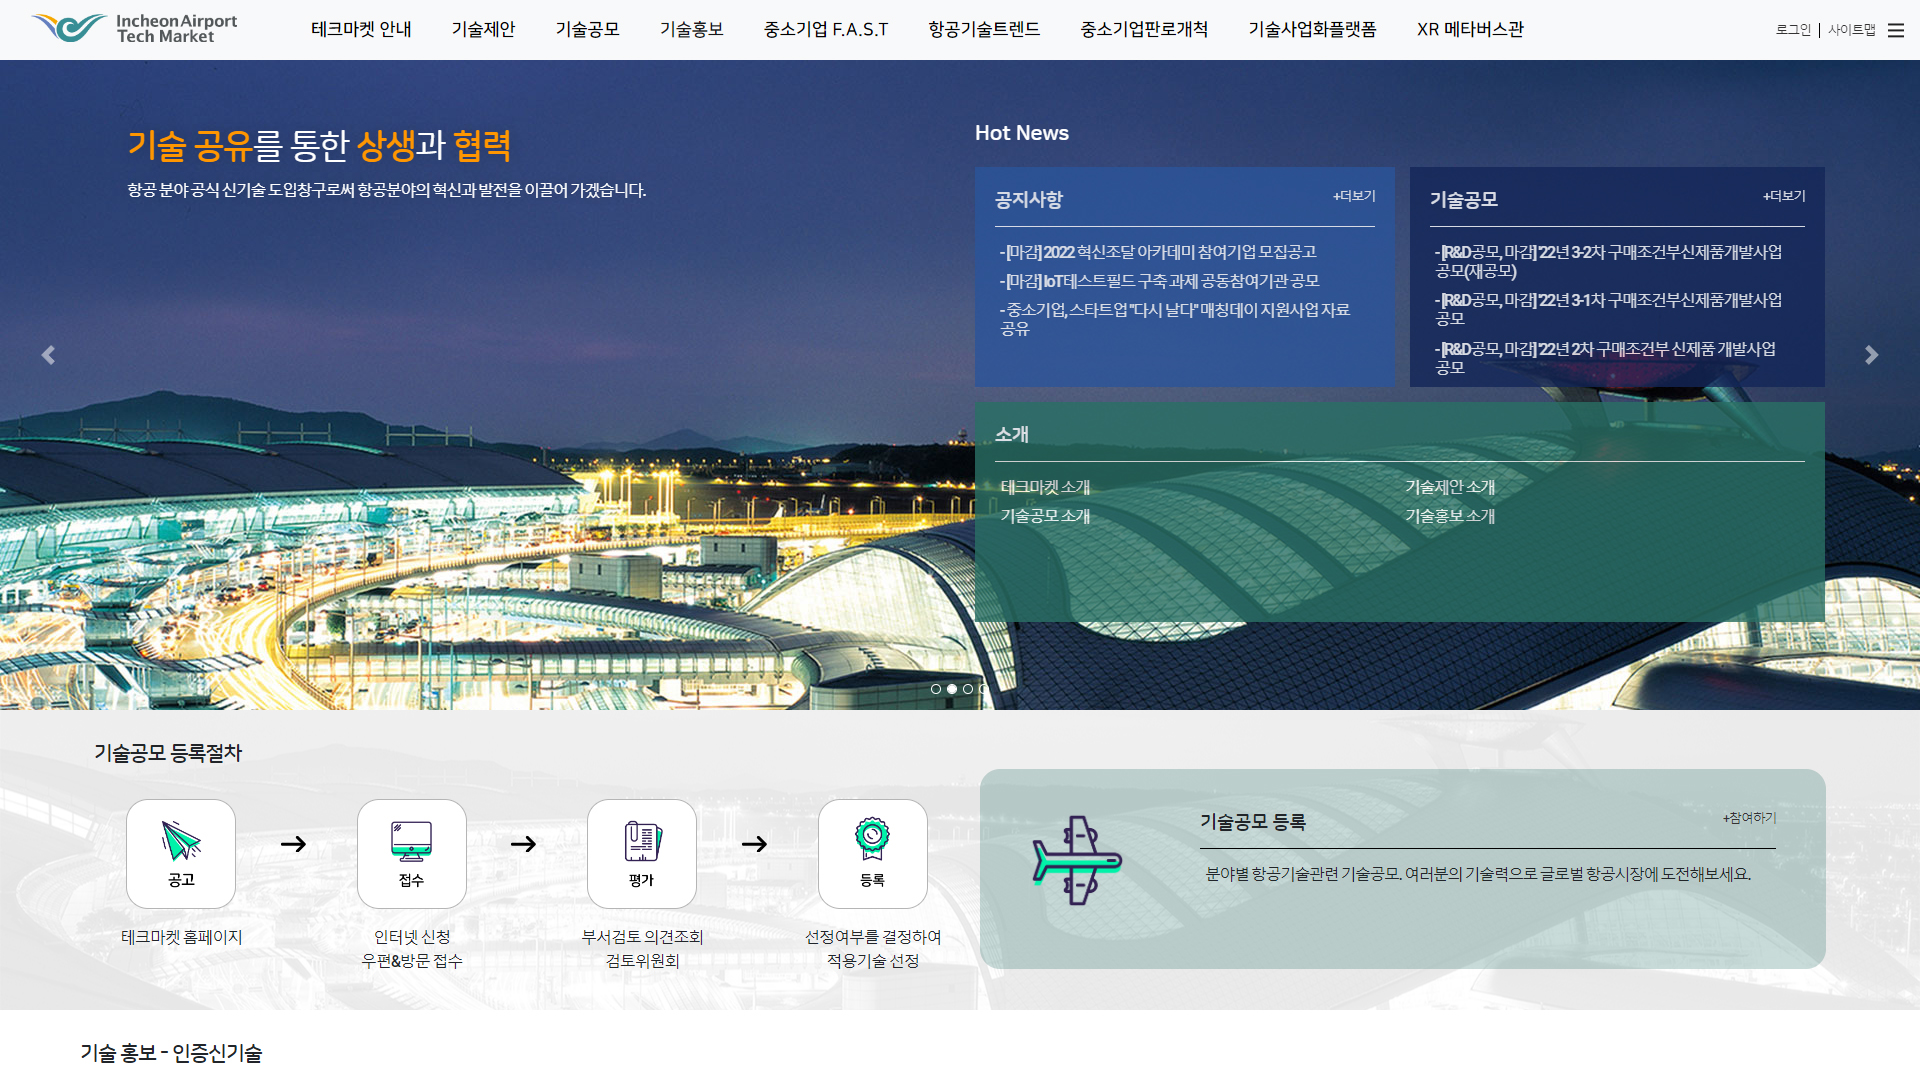 Incheon Airport
Tech Market
테크마켓 안내
기술제안
기술공모
기술홍보
중소기업 F.A.S.T
항공기술트렌드
중소기업판로개척
기술사업화플랫폼
XR 메타버스관
로그인
사이트맵
기술 공유를 통한 상생과 협력
항공 분야 공식 신기술 도입창구로써 항공분야의 혁신과 발전을 이끌어 가겠습니다.
Hot News
공지사항
+더보기
- [마감] 2022 혁신조달 아카데미 참여기업 모집공고
- [마감] IoT테스트필드 구축 과제 공동참여기관 공모
- 중소기업, 스타트업 "다시 날다" 매칭데이 지원사업 자료
공유
기술공모
+더보기
- [R&D공모, 마감] '22년 3-2차 구매조건부신제품개발사업
공모(재공모)
- [R&D공모, 마감] '22년 3-1차 구매조건부신제품개발사업
공모
- [R&D공모, 마감] '22년 2차 구매조건부 신제품 개발사업
공모
소개
테크마켓 소개
기술제안 소개
기술공모 소개
기술홍보 소개
기술공모 등록절차
공고
접수
평가
등록
테크마켓 홈페이지
인터넷 신청
우편&방문 접수
부서검토 의견조회
검토위원회
선정여부를 결정하여
적용기술 선정
기술공모 등록
+참여하기
분야별 항공기술관련 기술공모. 여러분의 기술력으로 글로벌 항공시장에 도전해보세요.
기술 홍보 - 인증신기술